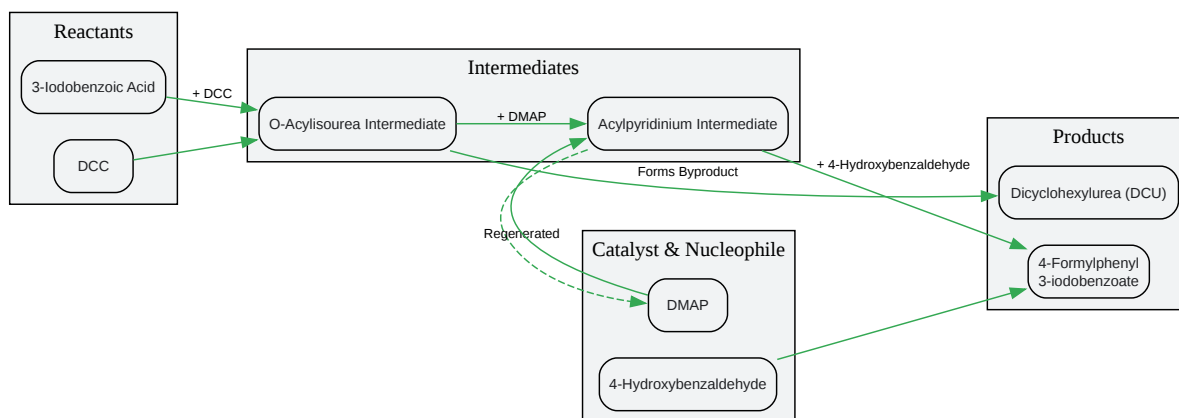 Reactants
3-Iodobenzoic Acid
DCC
+ DCC
Intermediates
O-Acylisourea Intermediate
+ DMAP
Acylpyridinium Intermediate
Forms Byproduct
+ 4-Hydroxybenzaldehyde
Regenerated
Catalyst & Nucleophile
DMAP
4-Hydroxybenzaldehyde
Products
Dicyclohexylurea (DCU)
4-Formylphenyl
3-iodobenzoate